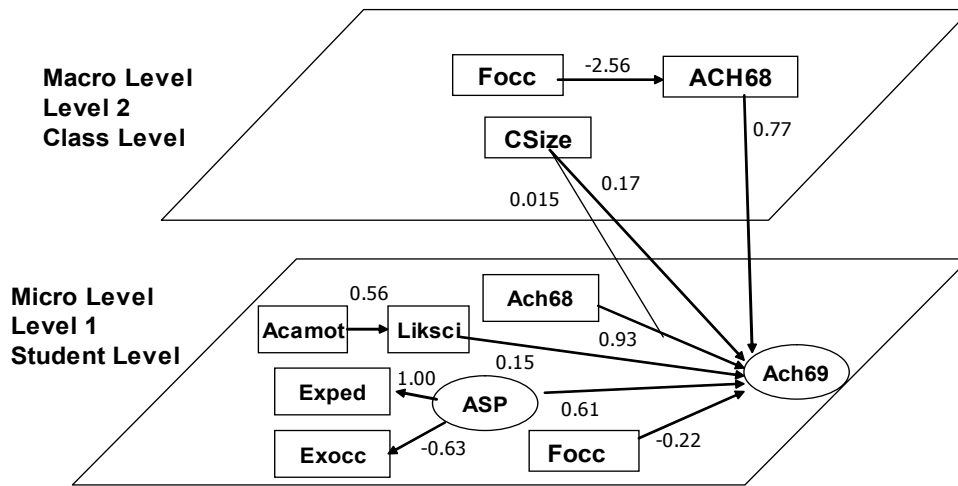 Macro Level
Level 2
Class Level
Focc
-2.56
ACH68
0.77
CSize
0.17
0.015
Micro Level
Level 1
Student Level
0.56
Acamot
Liksci
Ach68
0.93
0.15
Ach69
Exped
1.00
ASP
0.61
Exocc
-0.63
Focc
-0.22